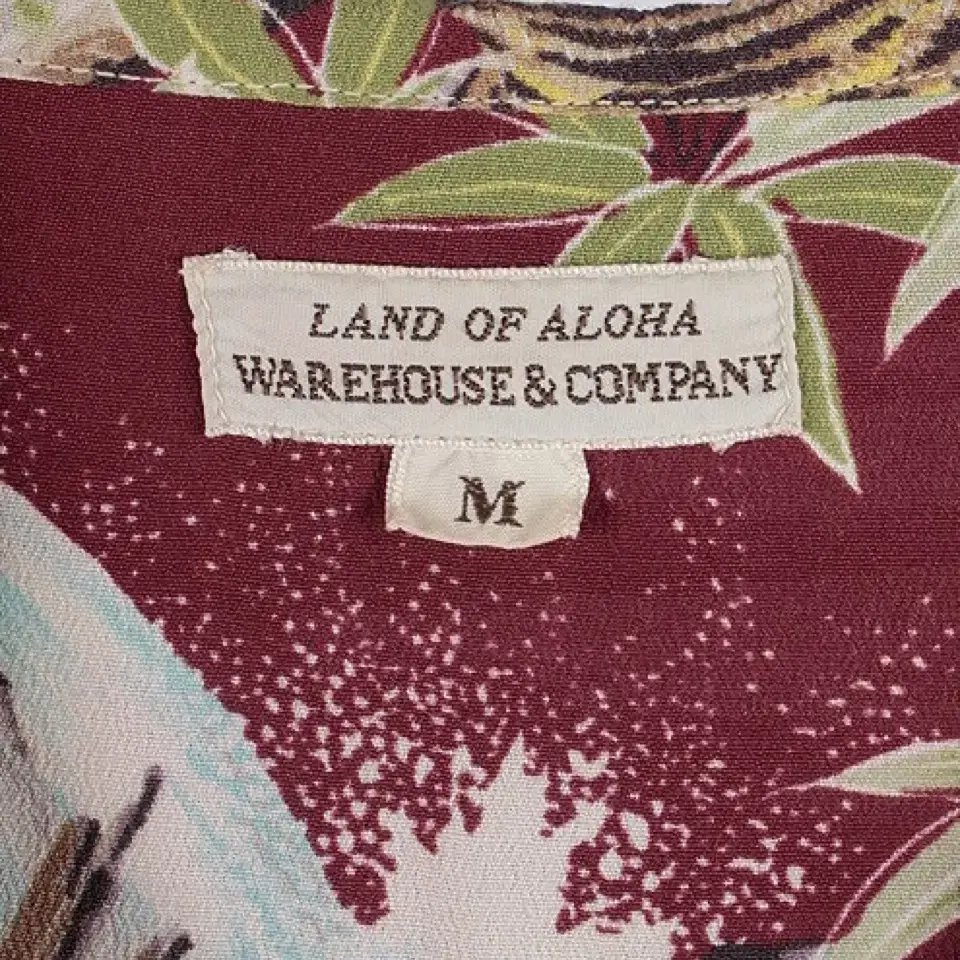 LAND OF ALOHA
WAREHOUSE & COMPANY
M